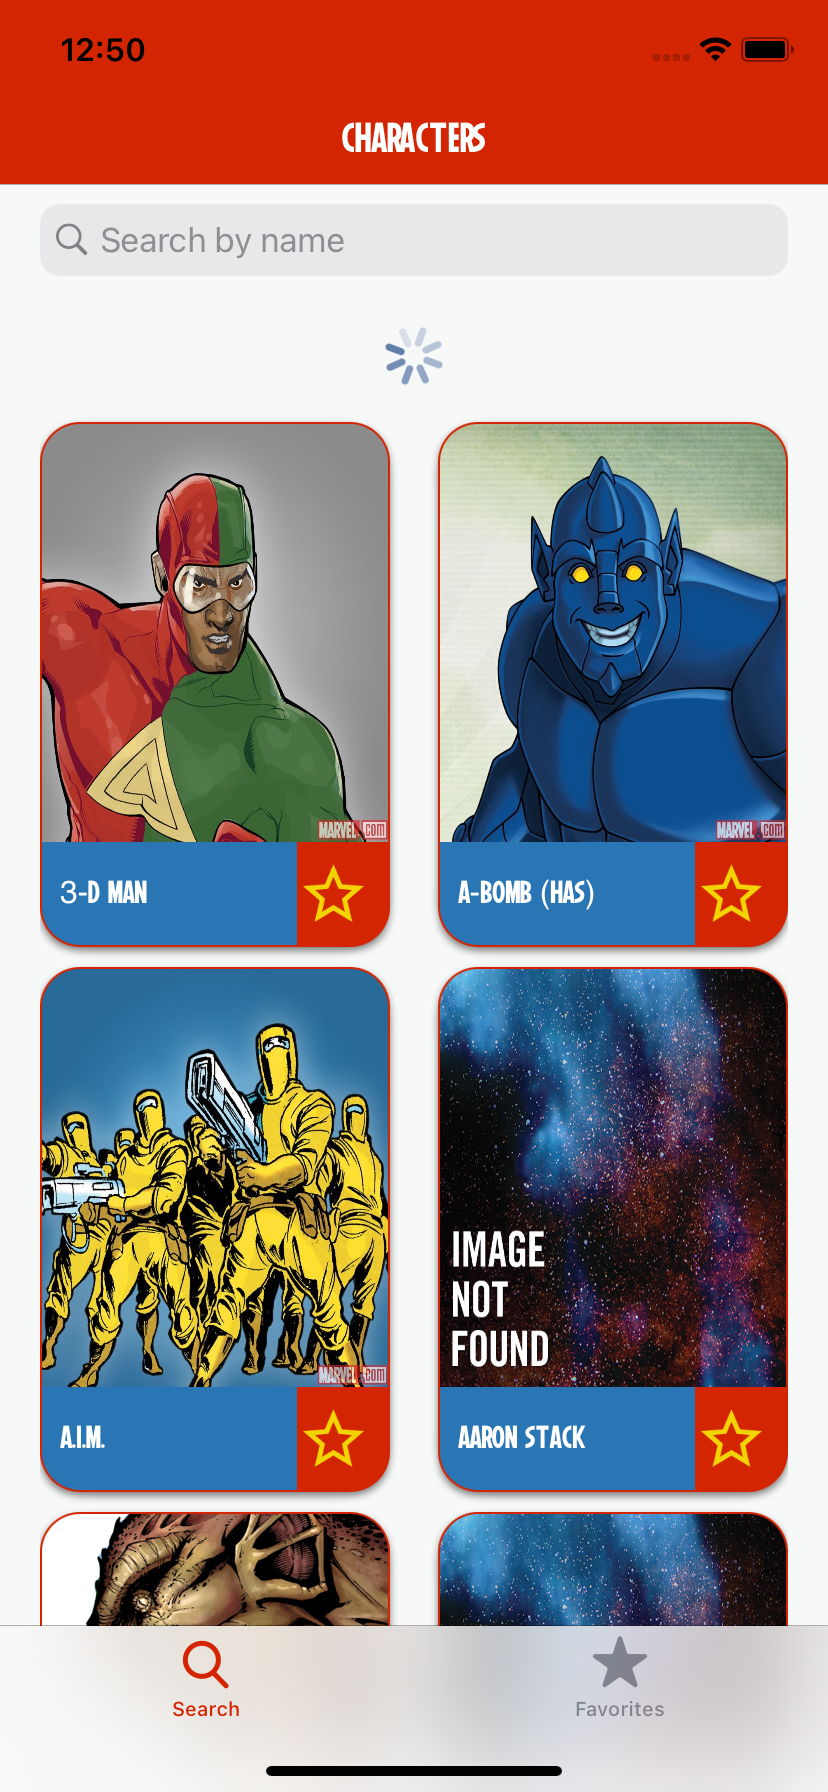 12:50
CHARACTERS
Search by name
MARVEL.com
MARVEL.com
3-D MAN
A-BOMB (HAS)
IMAGE
NOT
FOUND
MARVEL.com
A.I.M.
AARON STACK
Search
Favorites